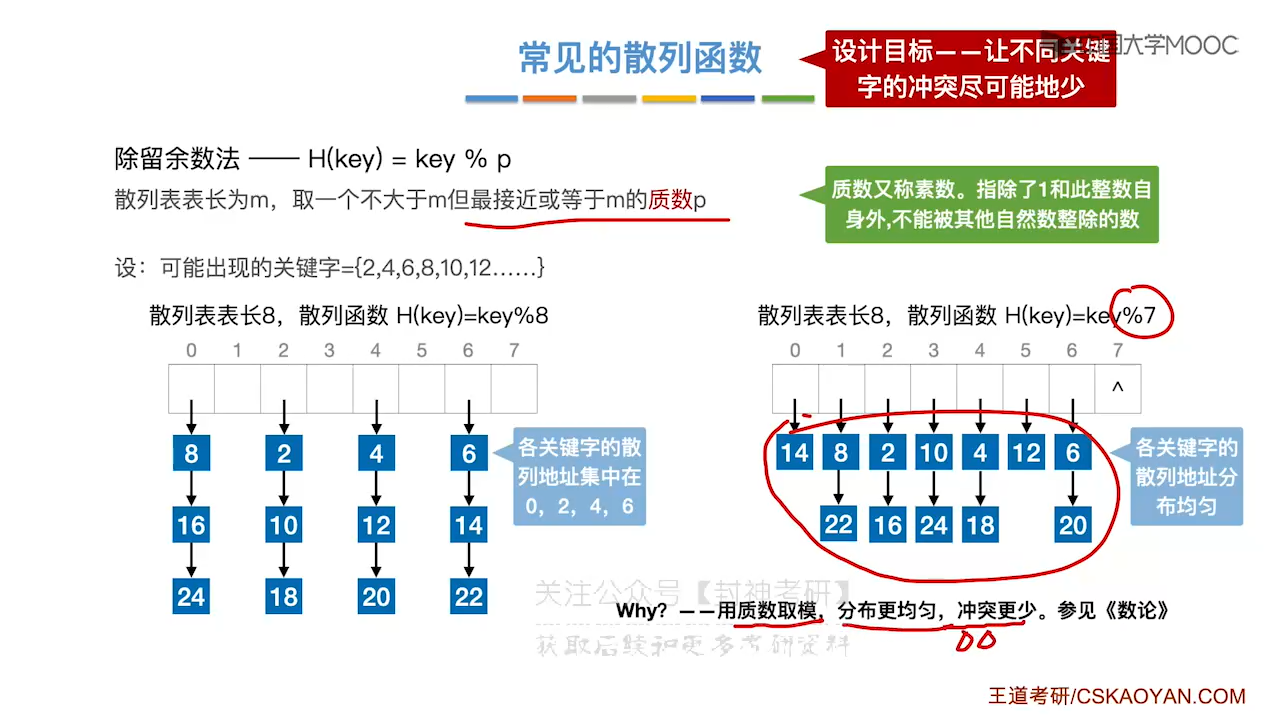 常见的散列函数
设计目标——让不同关键
字的冲突尽可能地少
中国大学MOOC
除留余数法 —— H(key) = key % p
散列表表长为m，取一个不大于m但最接近或等于m的质数p
质数又称素数。指除了1和此整数自
身外,不能被其他自然数整除的数
设：可能出现的关键字={2,4,6,8,10,12……}
散列表表长8，散列函数 H(key)=key%8
0 1 2 3 4 5 6 7
8 2 4 6
16 10 12 14
24 18 20 22
各关键字的散
列地址集中在
0，2，4，6
散列表表长8，散列函数 H(key)=key%7
0 1 2 3 4 5 6 7
^
14 8 2 10 4 12 6
22 16 24 18 20
各关键字的
散列地址分
布均匀
关注公众号【封神考研】
Why？——用质数取模，分布更均匀，冲突更少。参见《数论》
获取后续和更多考研资料
王道考研/CSKAOYAN.COM